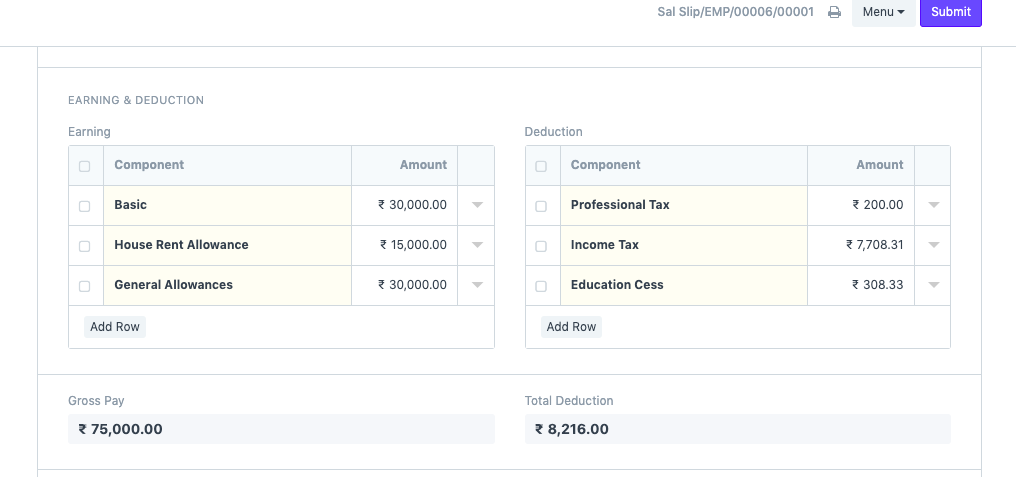 Sal Slip/EMP/00006/00001 Menu Submit
EARNING & DEDUCTION
Earning
Component Amount
Basic ₹ 30,000.00
House Rent Allowance ₹ 15,000.00
General Allowances ₹ 30,000.00
Add Row
Deduction
Component Amount
Professional Tax ₹ 200.00
Income Tax ₹ 7,708.31
Education Cess ₹ 308.33
Add Row
Gross Pay
₹ 75,000.00
Total Deduction
₹ 8,216.00